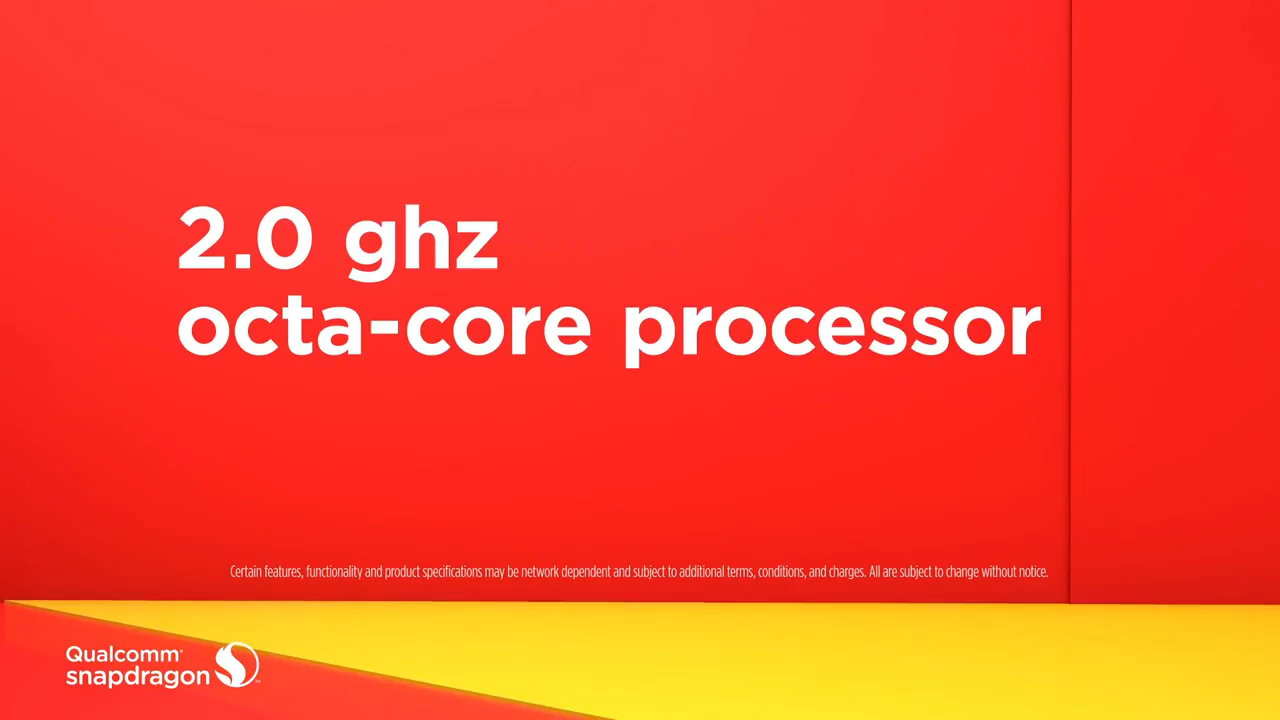 2.0 ghz
octa-core processor
Certain features, functionality and product specifications may be network dependent and subject to additional terms, conditions, and charges. All are subject to change without notice.
Qualcomm
snapdragon